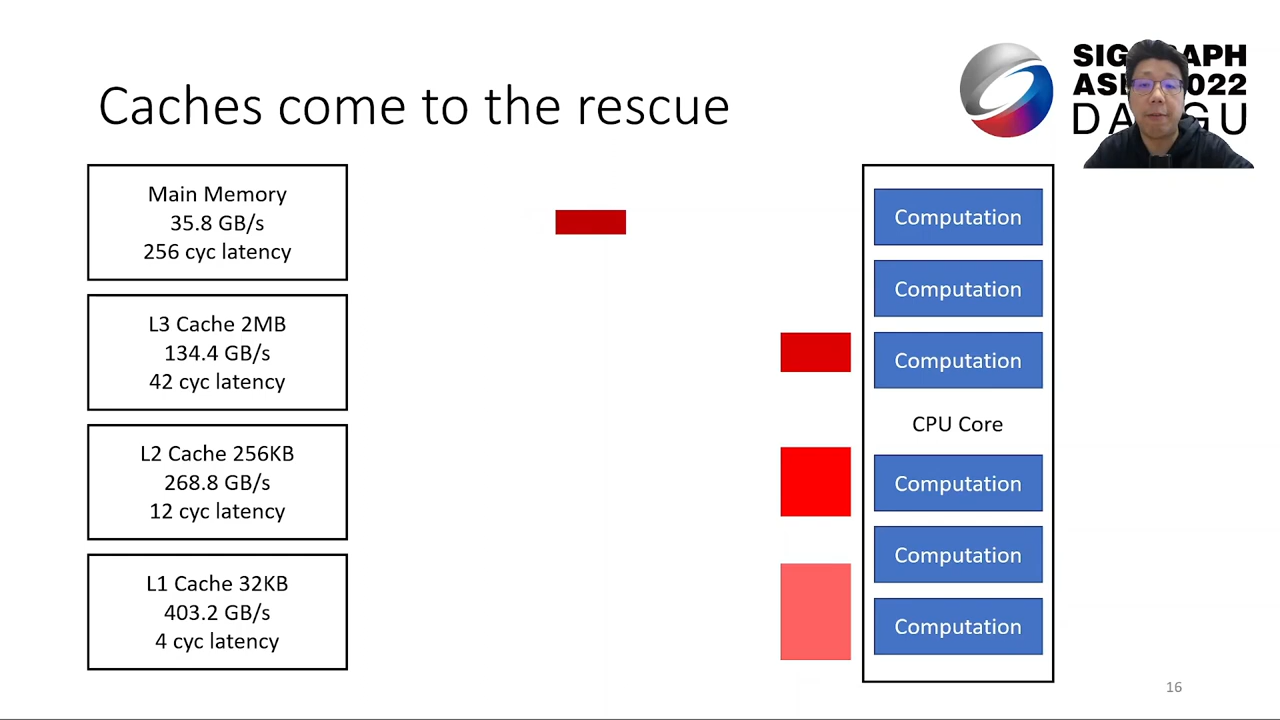 Caches come to the rescue
Main Memory
35.8 GB/s
256 cyc latency
L3 Cache 2MB
134.4 GB/s
42 cyc latency
L2 Cache 256KB
268.8 GB/s
12 cyc latency
L1 Cache 32KB
403.2 GB/s
4 cyc latency
Computation
Computation
Computation
CPU Core
Computation
Computation
Computation
16